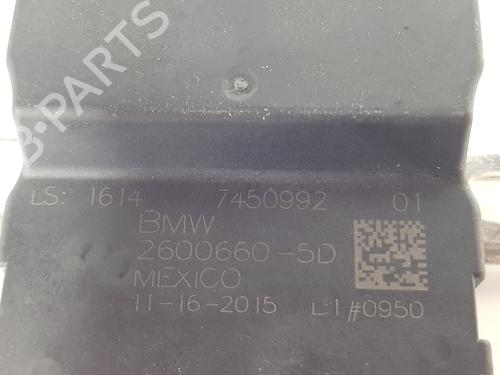 B-PARTS
LS: 1614 7450992 01
BMW
2600660-5D
MEXICO
11-16-2015 L:1#0950